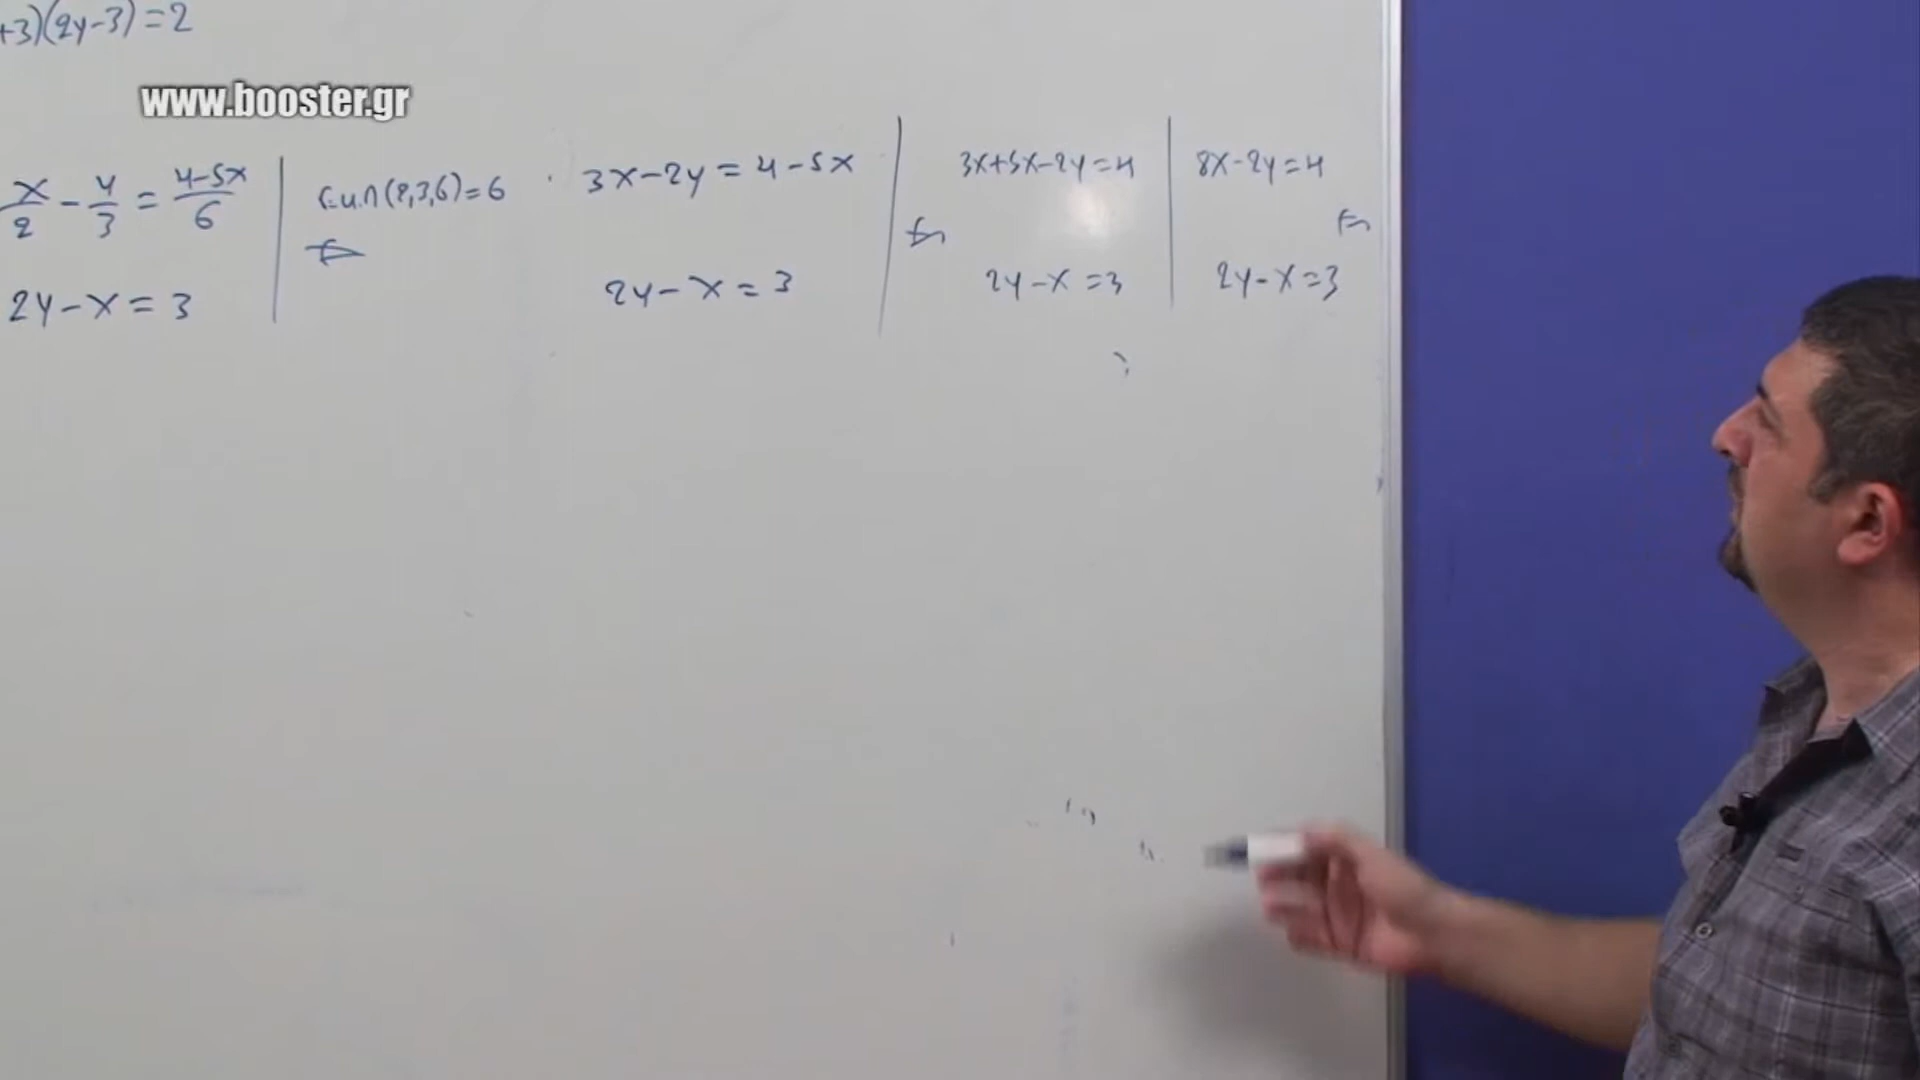 +3)(2y-3)=2
www.booster.gr
x/2 - y/3 = (4-5x)/6
2y-x=3
Ε.Κ.Π(2,3,6)=6
3x-2y=4-5x
2y-x=3
3x+5x-2y=4
⇔
2y-x=3
8x-2y=4
⇔
2y-x=3